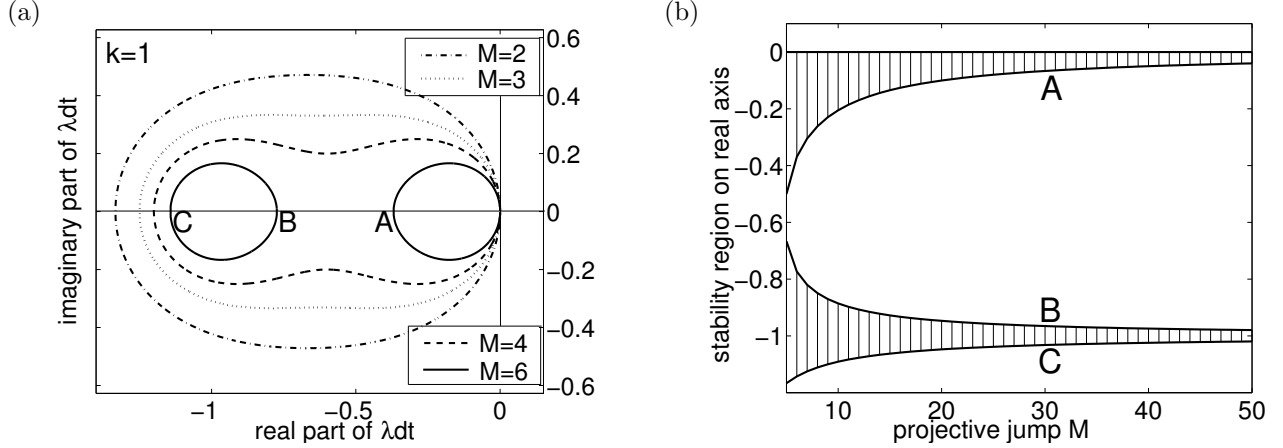 (a)
k=1
M=2
M=3
0.6
0.4
0.2
0
−0.2
−0.4
−0.6
C
B
A
M=4
M=6
−1
−0.5
0
real part of λdt
imaginary part of λdt
(b)
0
−0.2
−0.4
−0.6
−0.8
−1
A
B
C
10
20
30
40
50
projective jump M
stability region on real axis